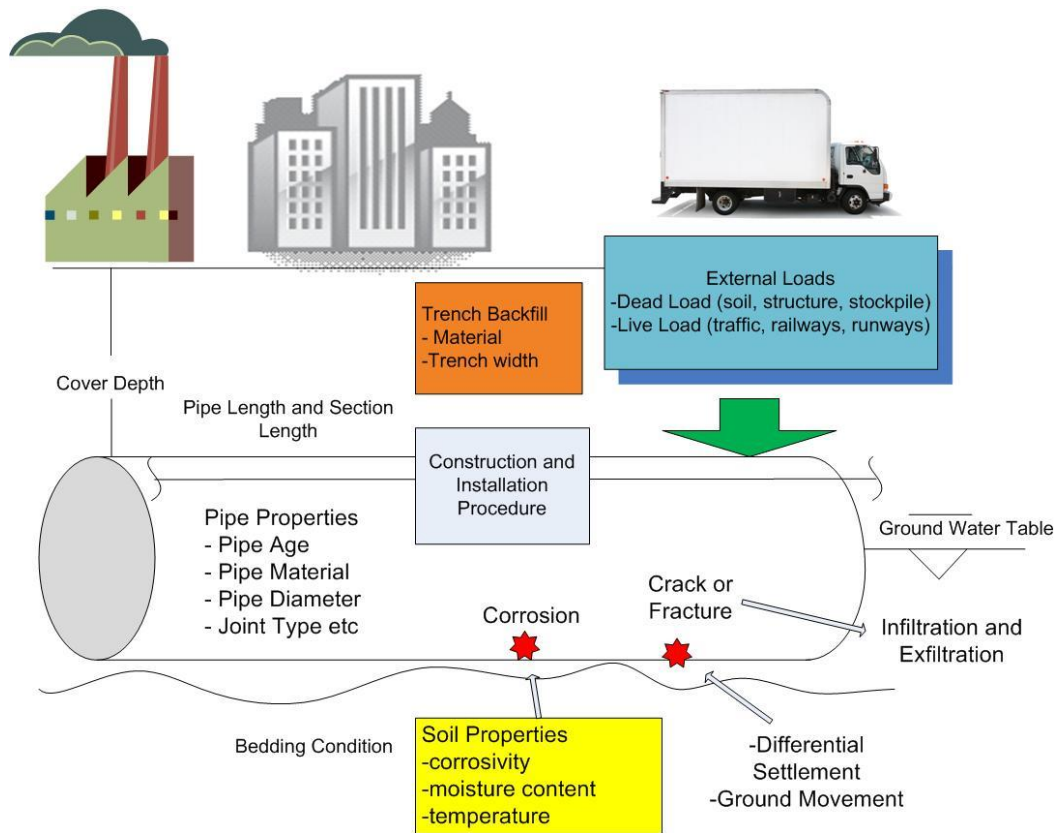 External Loads
-Dead Load (soil, structure, stockpile)
-Live Load (traffic, railways, runways)
Trench Backfill
- Material
-Trench width
Cover Depth
Pipe Length and Section
Length
Construction and
Installation
Procedure
Pipe Properties
- Pipe Age
- Pipe Material
- Pipe Diameter
- Joint Type etc
Ground Water Table
Corrosion
Crack or
Fracture
Infiltration and
Exfiltration
Bedding Condition
Soil Properties
-corrosivity
-moisture content
-temperature
-Differential
Settlement
-Ground Movement